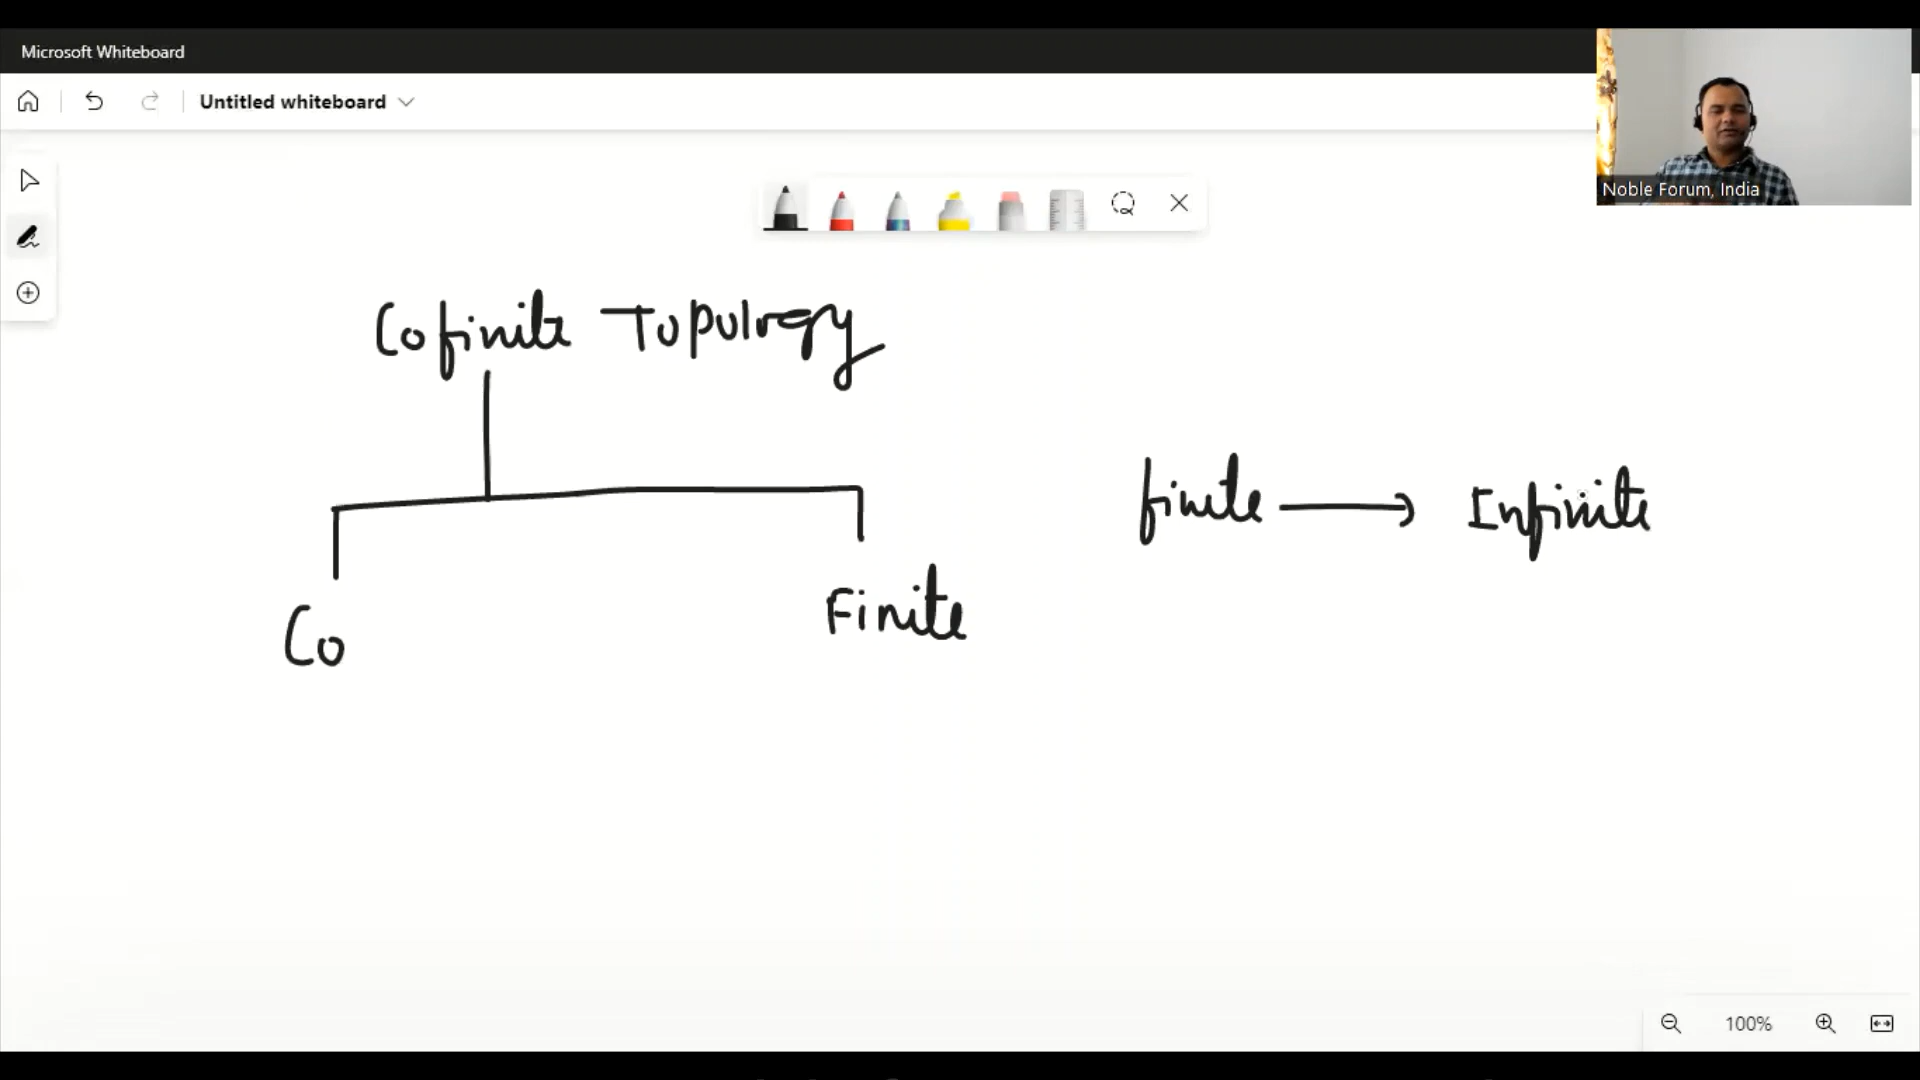 Microsoft Whiteboard
Untitled whiteboard
Noble Forum, India
Cofinite Topology
finite → Infinite
Co Finite
100%